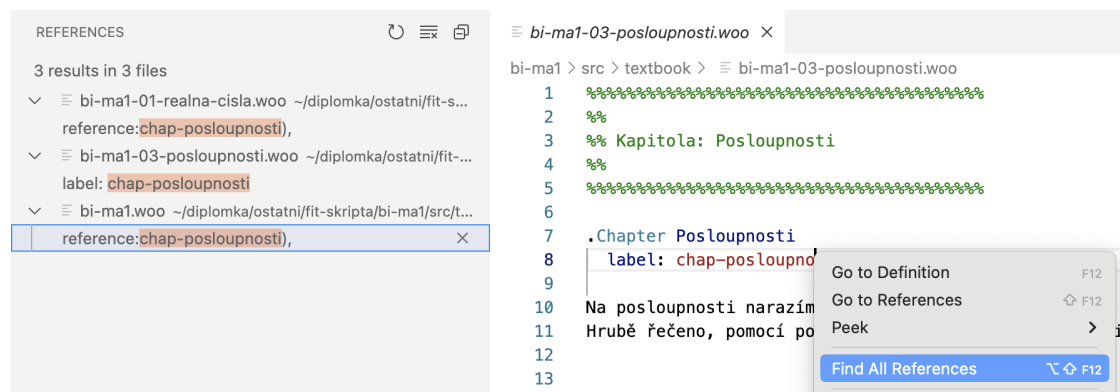 REFERENCES
3 results in 3 files
bi-ma1-01-realna-cisla.woo ~/diplomka/ostatni/fit-s...
reference:chap-posloupnosti),
bi-ma1-03-posloupnosti.woo ~/diplomka/ostatni/fit-...
label: chap-posloupnosti
bi-ma1.woo ~/diplomka/ostatni/fit-skripta/bi-ma1/src/t...
reference:chap-posloupnosti),
bi-ma1-03-posloupnosti.woo
bi-ma1 > src > textbook > bi-ma1-03-posloupnosti.woo
1 %%%%%%%%%%%%%%%%%%%%%%%%%%%%%%%%%%%%%%%%
2 %%
3 %% Kapitola: Posloupnosti
4 %%
5 %%%%%%%%%%%%%%%%%%%%%%%%%%%%%%%%%%%%%%%%
6
7 .Chapter Posloupnosti
8 label: chap-posloupno
9
10 Na posloupnosti narazím
11 Hrubě řečeno, pomocí po
12
13
Go to Definition F12
Go to References ⇧ F12
Peek >
Find All References ⌥⇧ F12